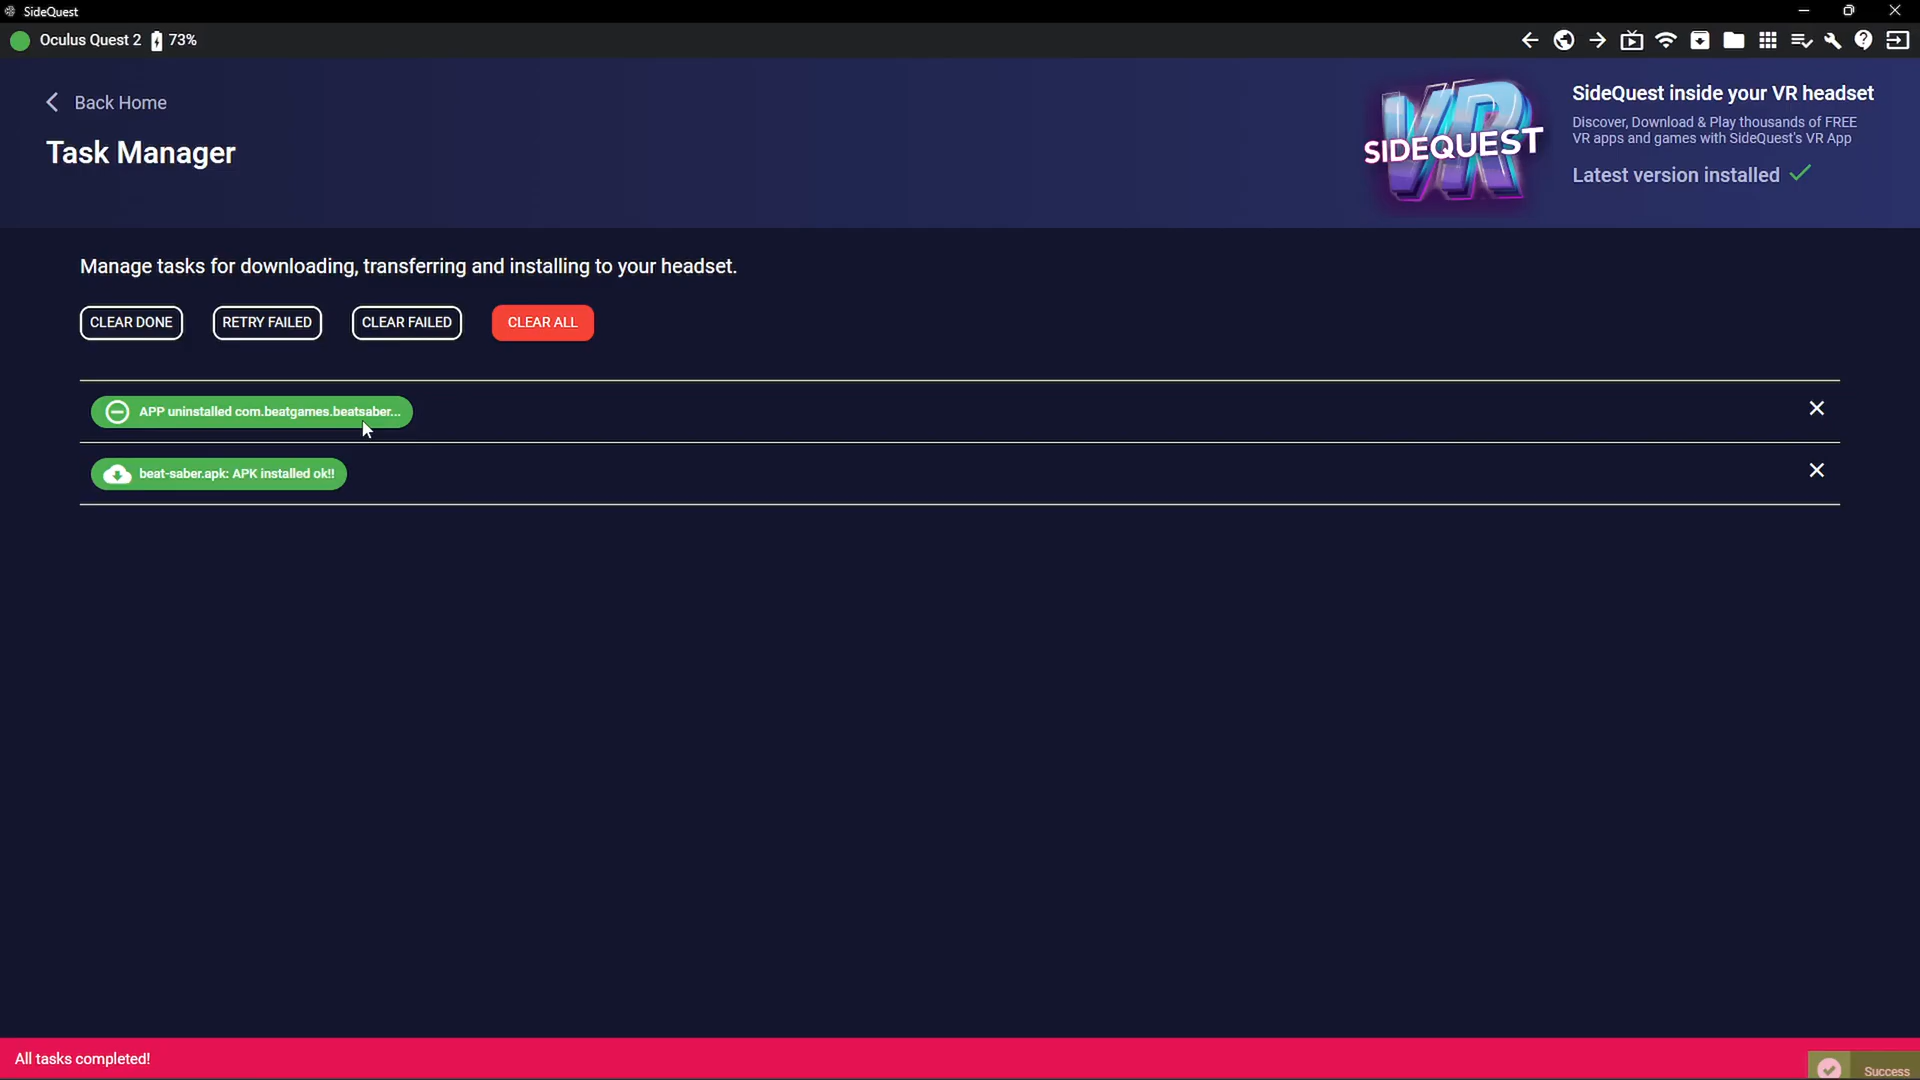 SideQuest
Oculus Quest 2 73%
Back Home
Task Manager
VR
SIDEQUEST
SideQuest inside your VR headset
Discover, Download & Play thousands of FREE
VR apps and games with SideQuest's VR App
Latest version installed
Manage tasks for downloading, transferring and installing to your headset.
CLEAR DONE
RETRY FAILED
CLEAR FAILED
CLEAR ALL
APP uninstalled com.beatgames.beatsaber...
beat-saber.apk: APK installed ok!!
All tasks completed!
Success